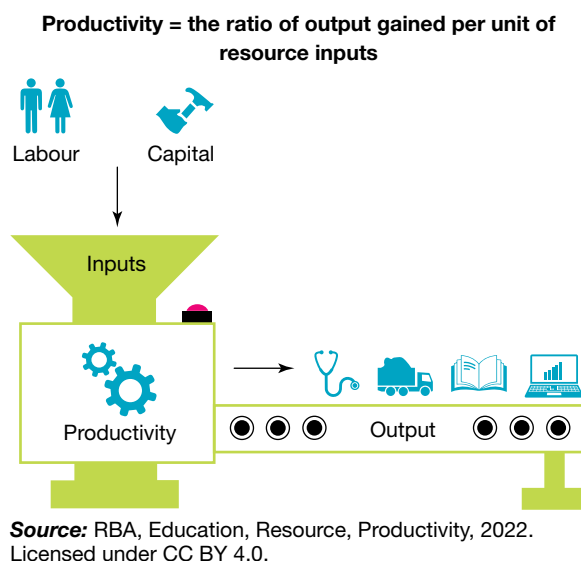 Productivity = the ratio of output gained per unit of
resource inputs
Labour
Capital
Inputs
Productivity
Output
Source: RBA, Education, Resource, Productivity, 2022.
Licensed under CC BY 4.0.